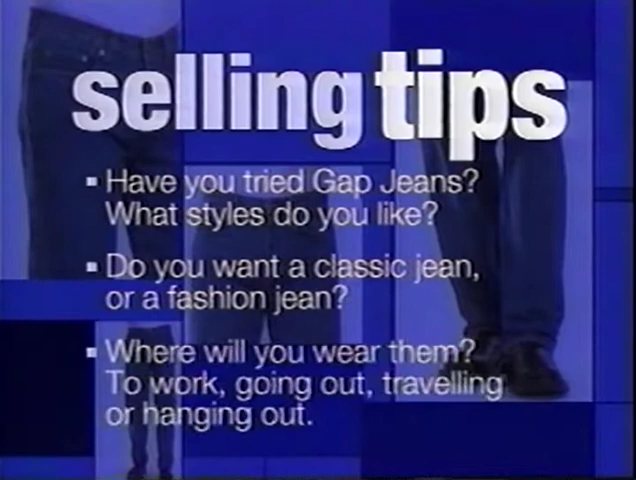 selling tips
▪ Have you tried Gap Jeans?
What styles do you like?
▪ Do you want a classic jean,
or a fashion jean?
▪ Where will you wear them?
To work, going out, travelling
or hanging out.